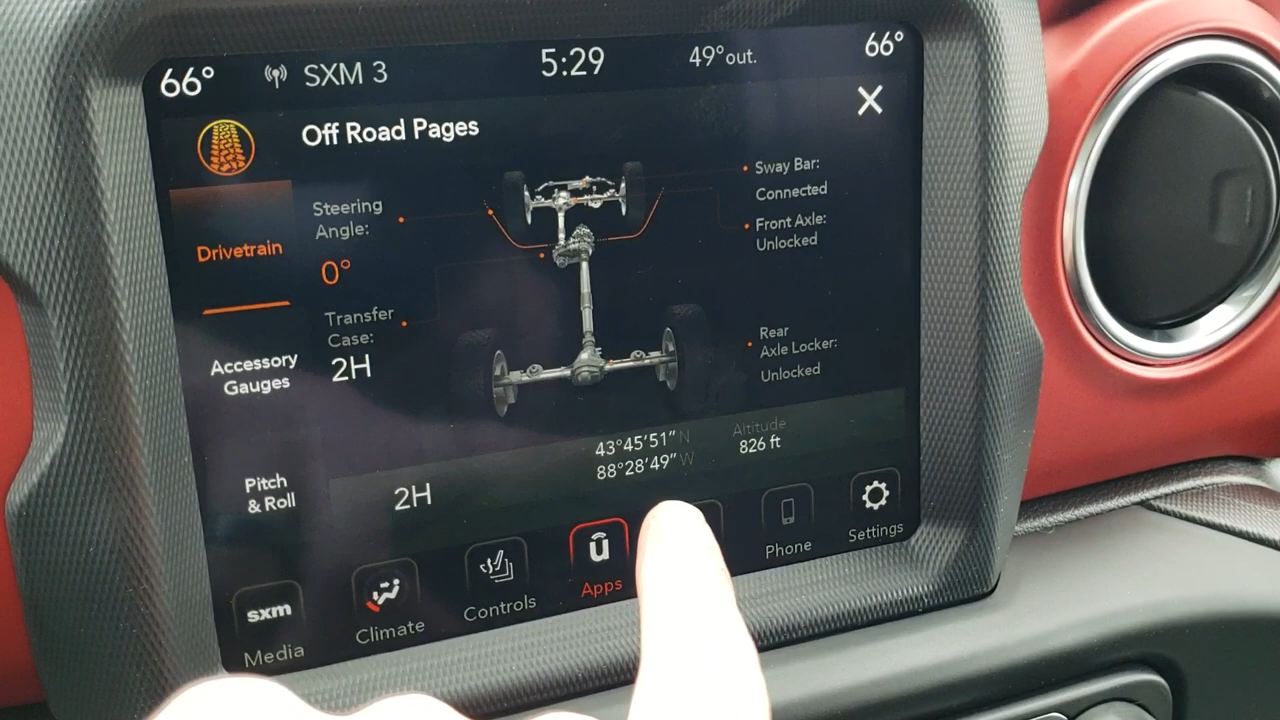 66° SXM 3 5:29 49°out. 66°
Off Road Pages
X
Drivetrain
Accessory
Gauges
Pitch
& Roll
Steering
Angle:
0°
Transfer
Case:
2H
Sway Bar:
Connected
Front Axle:
Unlocked
Rear
Axle Locker:
Unlocked
2H
43°45'51" N
88°28'49" W
Altitude
826 ft
sxm
Media
Climate
Controls
ū
Apps
Phone
Settings